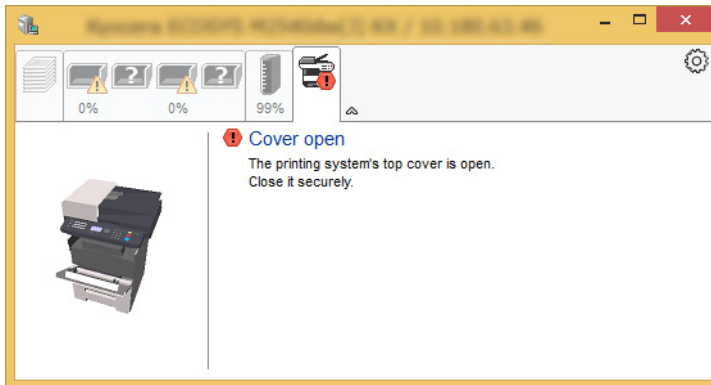 0%
?
0%
?
99%
Cover open
The printing system's top cover is open.
Close it securely.